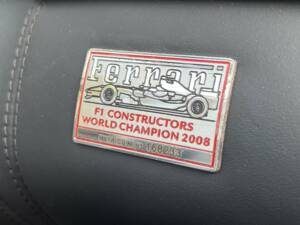 Ferrari
F1 CONSTRUCTORS
WORLD CHAMPION 2008